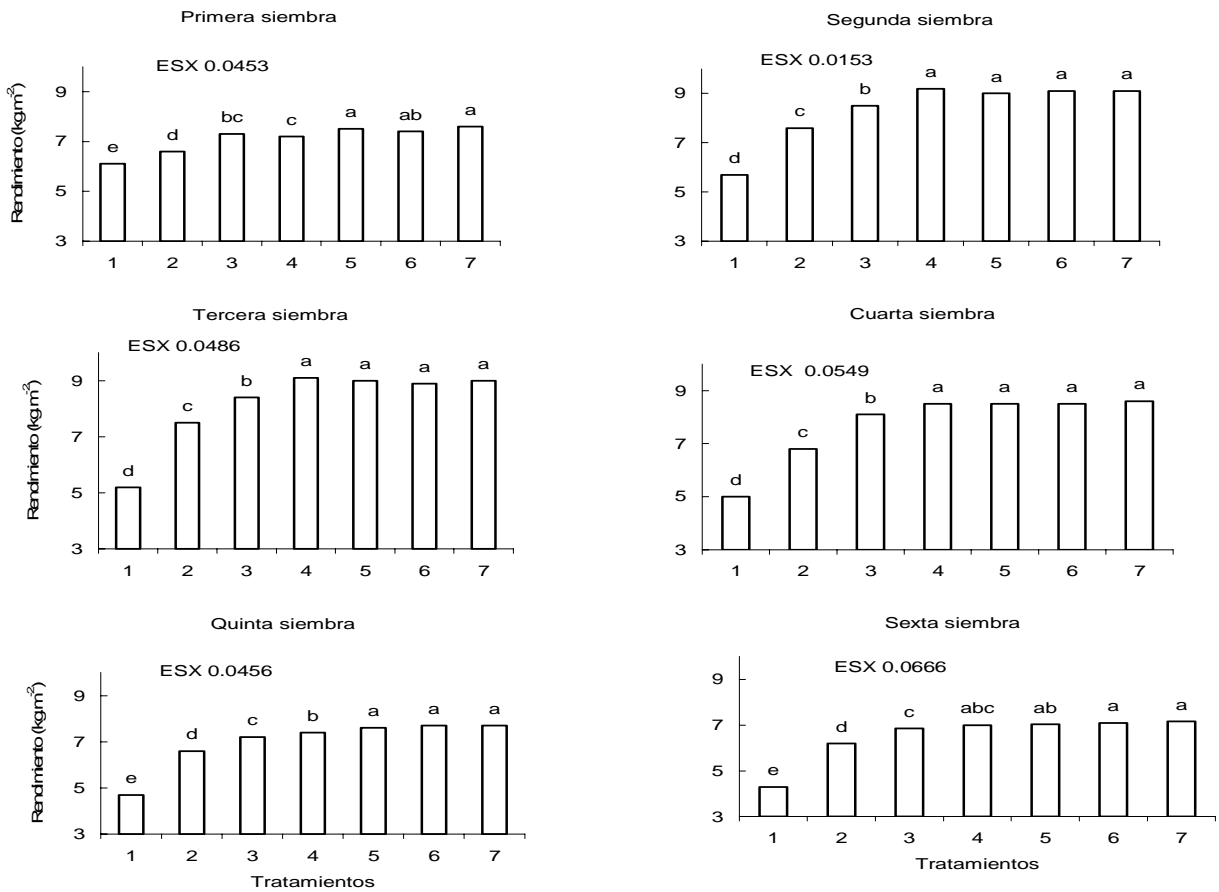 Primera siembra
ESX 0.0453
Rendimiento (kg.m-2)
9
7
5
3
e d bc c a ab a
1 2 3 4 5 6 7
Segunda siembra
ESX 0.0153
9
7
5
3
d c b a a a a
1 2 3 4 5 6 7
Tercera siembra
ESX 0.0486
Rendimiento (kg.m-2)
9
7
5
3
d c b a a a a
1 2 3 4 5 6 7
Cuarta siembra
ESX 0.0549
9
7
5
3
d c b a a a a
1 2 3 4 5 6 7
Quinta siembra
ESX 0.0456
Rendimiento (kg.m-2)
9
7
5
3
e d c b a a a
1 2 3 4 5 6 7
Tratamientos
Sexta siembra
ESX 0.0666
9
7
5
3
e d c abc ab a a
1 2 3 4 5 6 7
Tratamientos